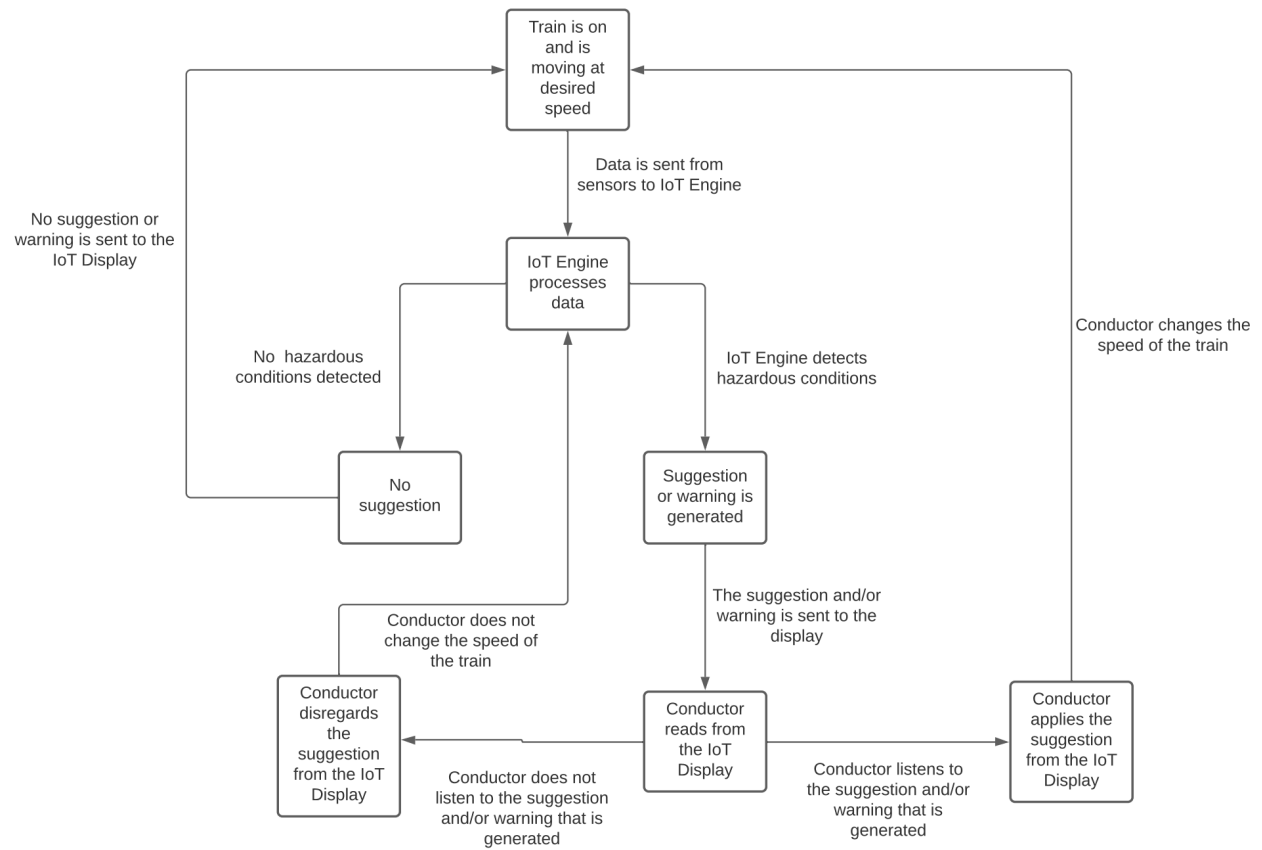 Train is on
and is
moving at
desired
speed
Data is sent from
sensors to IoT Engine
No suggestion or
warning is sent to the
IoT Display
IoT Engine
processes
data
Conductor changes the
speed of the train
No  hazardous
conditions detected
IoT Engine detects
hazardous conditions
No
suggestion
Suggestion
or warning is
generated
The suggestion and/or
warning is sent to the
display
Conductor does not
change the speed of
the train
Conductor
disregards
the
suggestion
from the IoT
Display
Conductor
reads from
the IoT
Display
Conductor
applies the
suggestion
from the IoT
Display
Conductor does not
listen to the suggestion
and/or warning that is
generated
Conductor listens to
the suggestion and/or
warning that is
generated